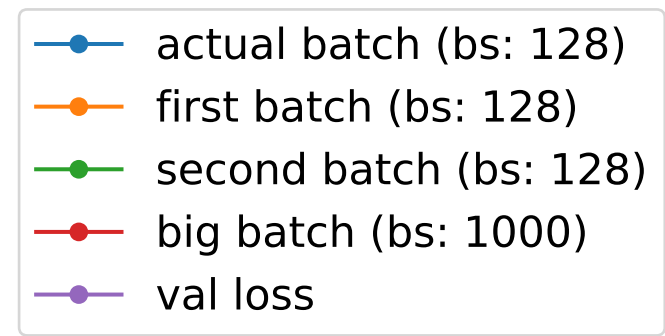 actual batch (bs: 128)
first batch (bs: 128)
second batch (bs: 128)
big batch (bs: 1000)
val loss